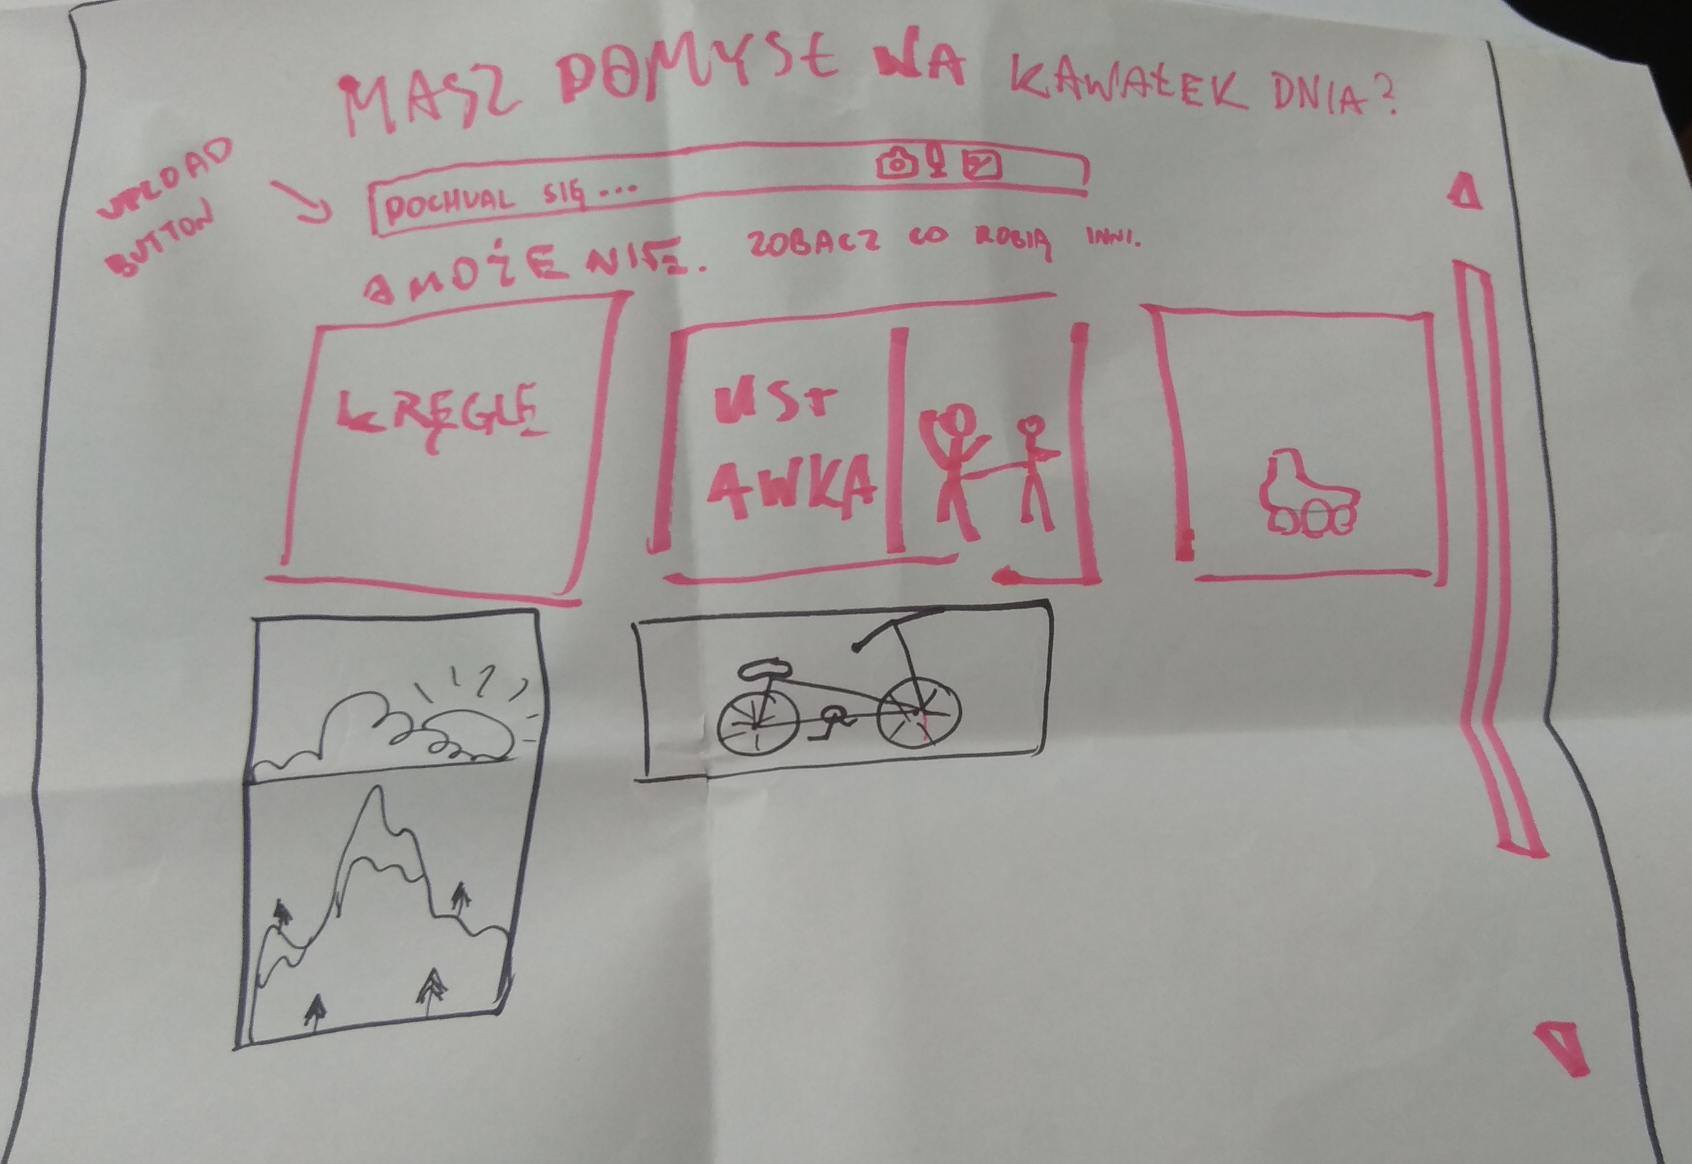 MASZ POMYSŁ NA KAWAŁEK DNIA?
UPLOAD
BUTTON
POCHWAL SIĘ...
A MOŻE NIE. ZOBACZ CO ROBIĄ INNI.
KRĘGLE
UST
AWKA